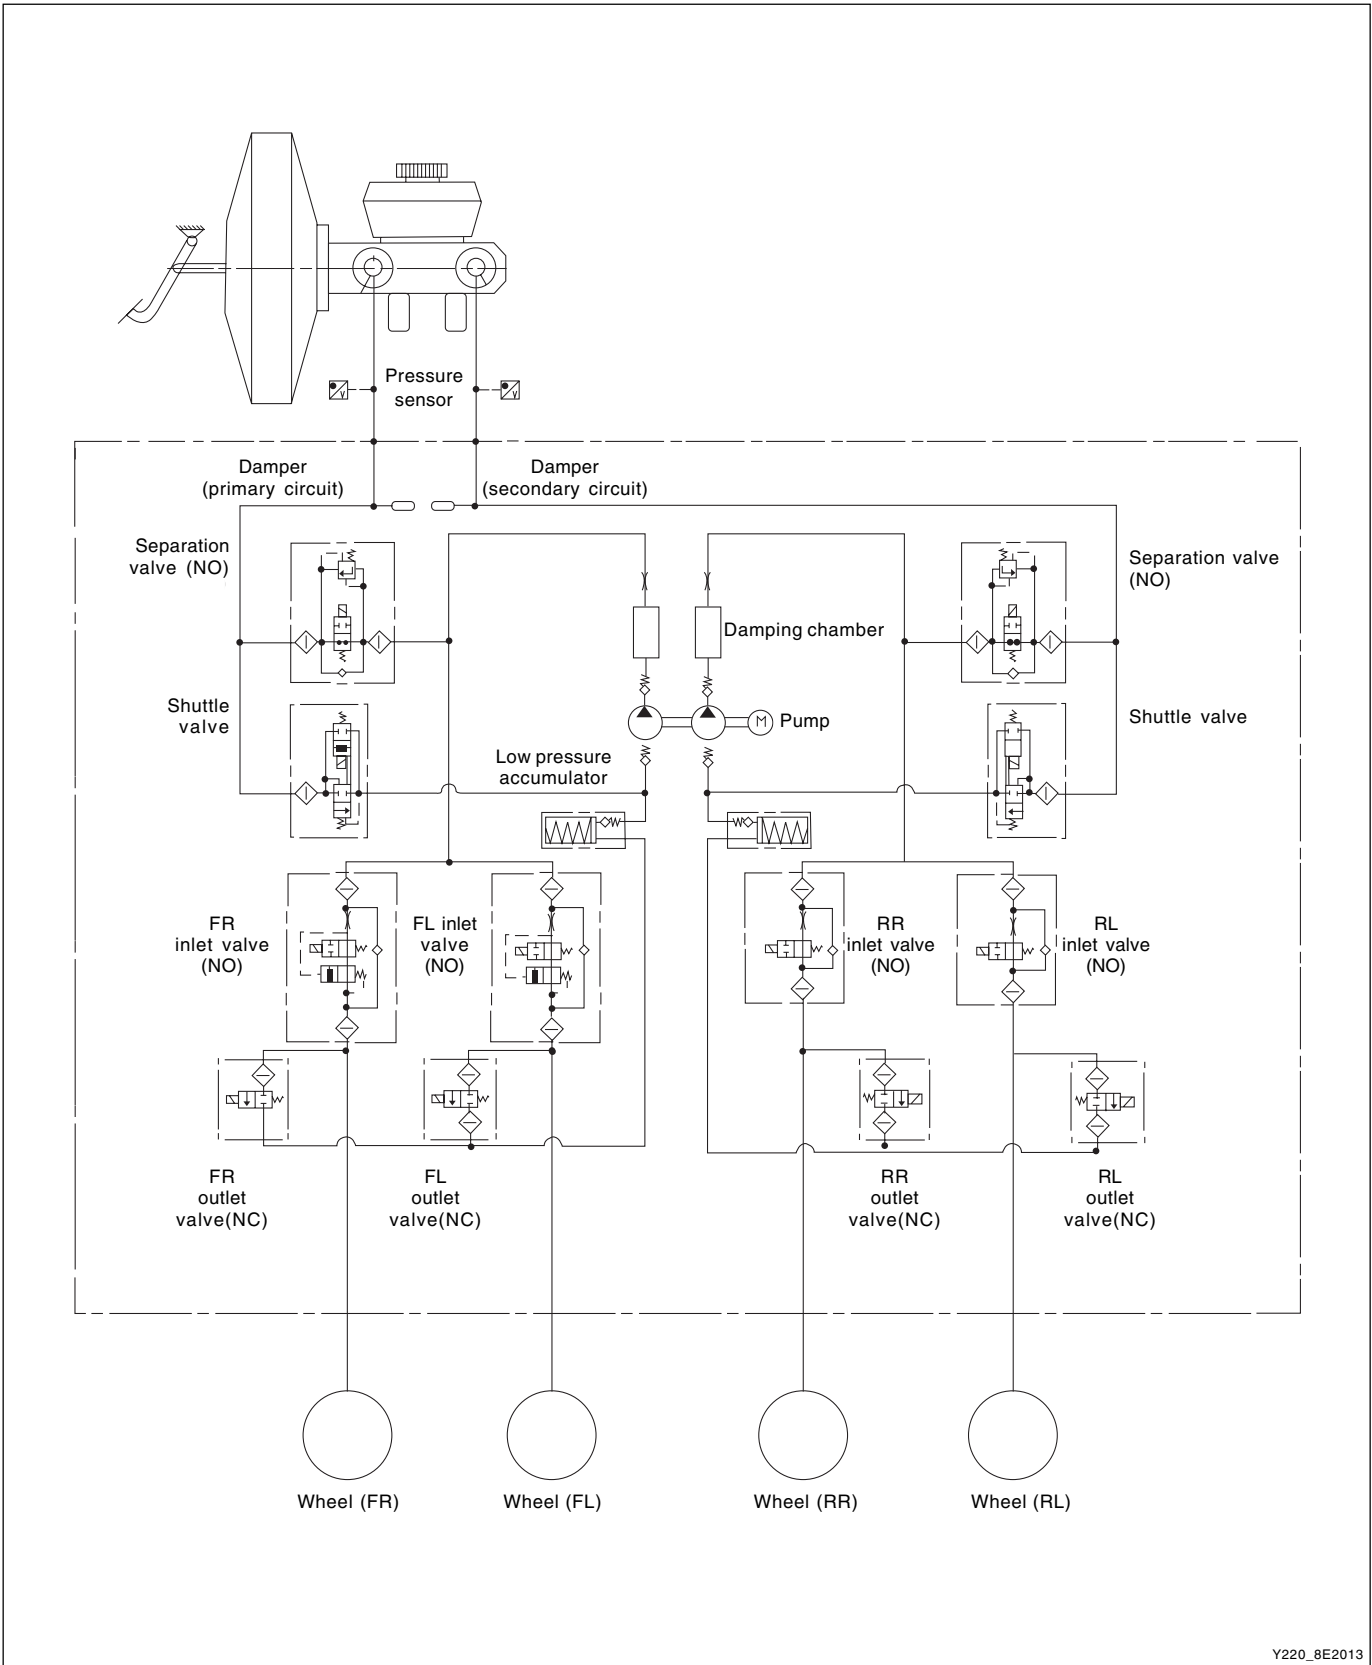 Pressure
sensor
Damper
(primary circuit)
Damper
(secondary circuit)
Separation
valve (NO)
Separation valve
(NO)
Damping chamber
Shuttle
valve
M
Pump
Shuttle valve
Low pressure
accumulator
FR
inlet valve
(NO)
FL inlet
valve
(NO)
RR
inlet valve
(NO)
RL
inlet valve
(NO)
FR
outlet
valve(NC)
FL
outlet
valve(NC)
RR
outlet
valve(NC)
RL
outlet
valve(NC)
Wheel (FR)
Wheel (FL)
Wheel (RR)
Wheel (RL)
Y220_8E2013